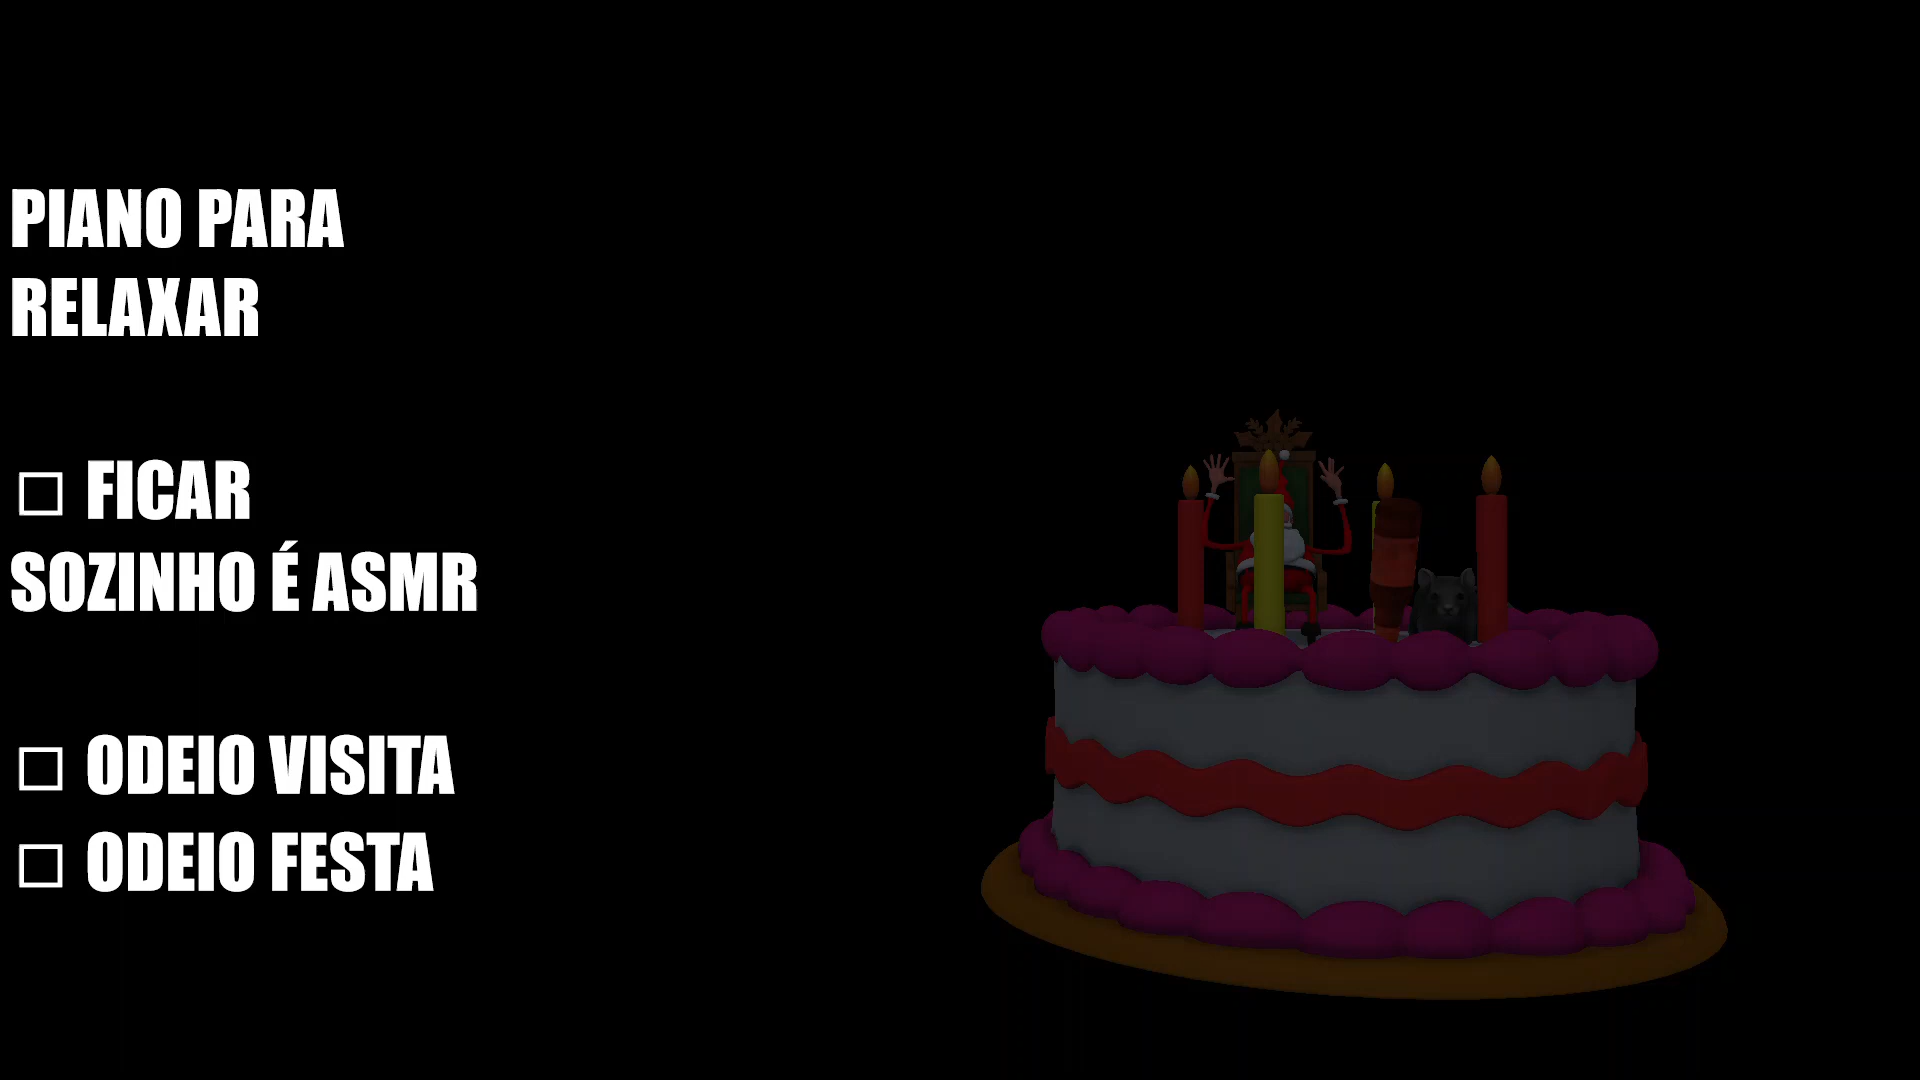 PIANO PARA
RELAXAR
□ FICAR
SOZINHO É ASMR
□ ODEIO VISITA
□ ODEIO FESTA